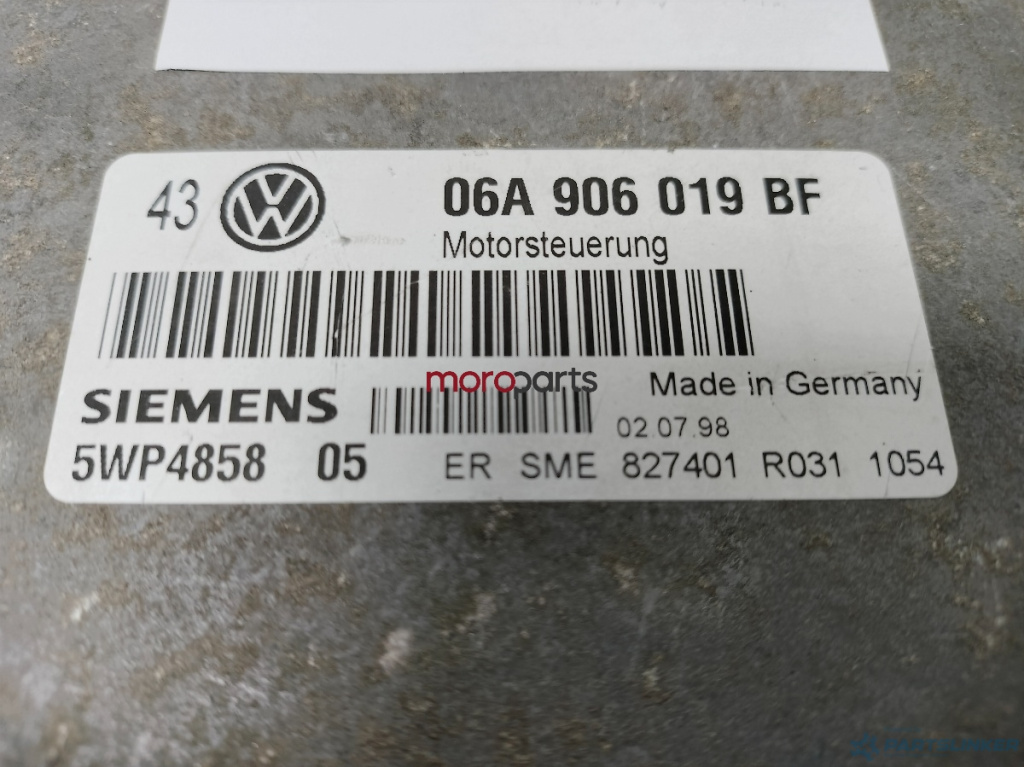 43 06A 906 019 BF
Motorsteuerung
moroparts
Made in Germany
SIEMENS
02.07.98
5WP4858 05 ER SME 827401 R031 1054